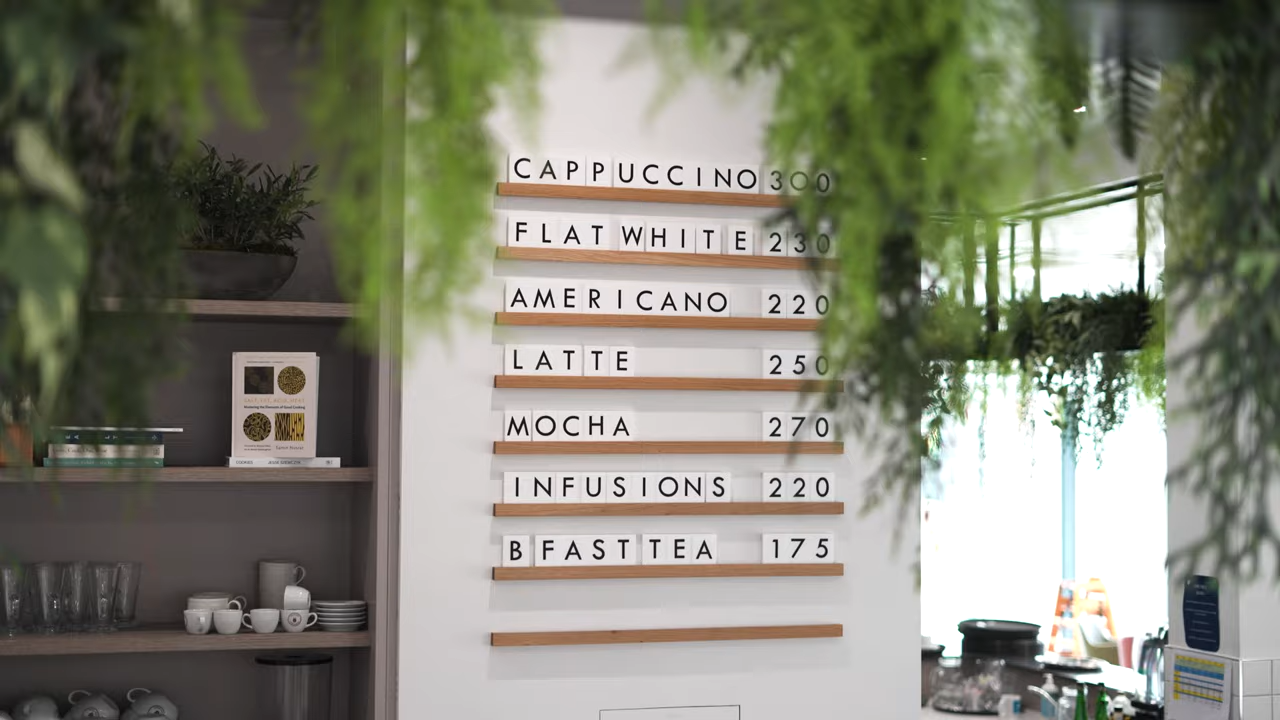 CAPPUCCINO 300
FLAT WHITE 230
AMERICANO 220
LATTE 250
MOCHA 270
INFUSIONS 220
B FAST TEA 175